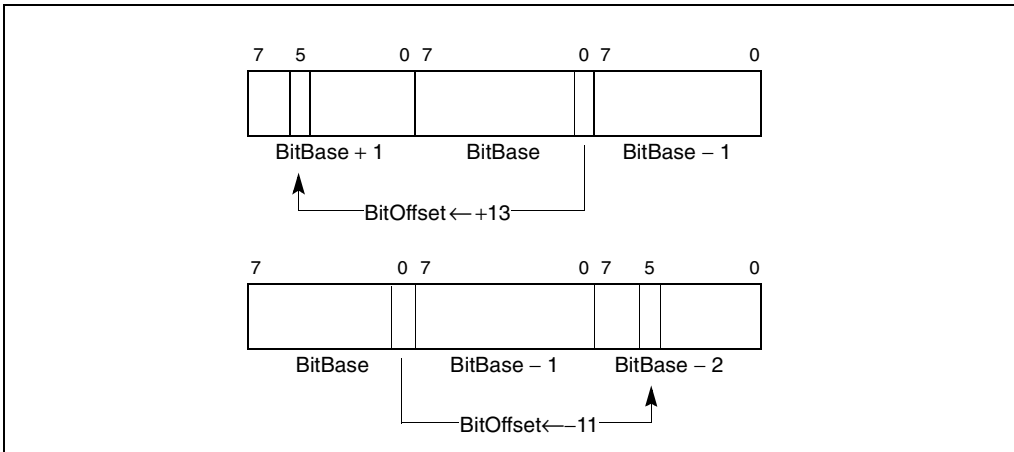 7 5 0 7 0 7 0
BitBase + 1 BitBase BitBase − 1
BitOffset ← +13
7 0 7 0 7 5 0
BitBase BitBase − 1 BitBase − 2
BitOffset←−11